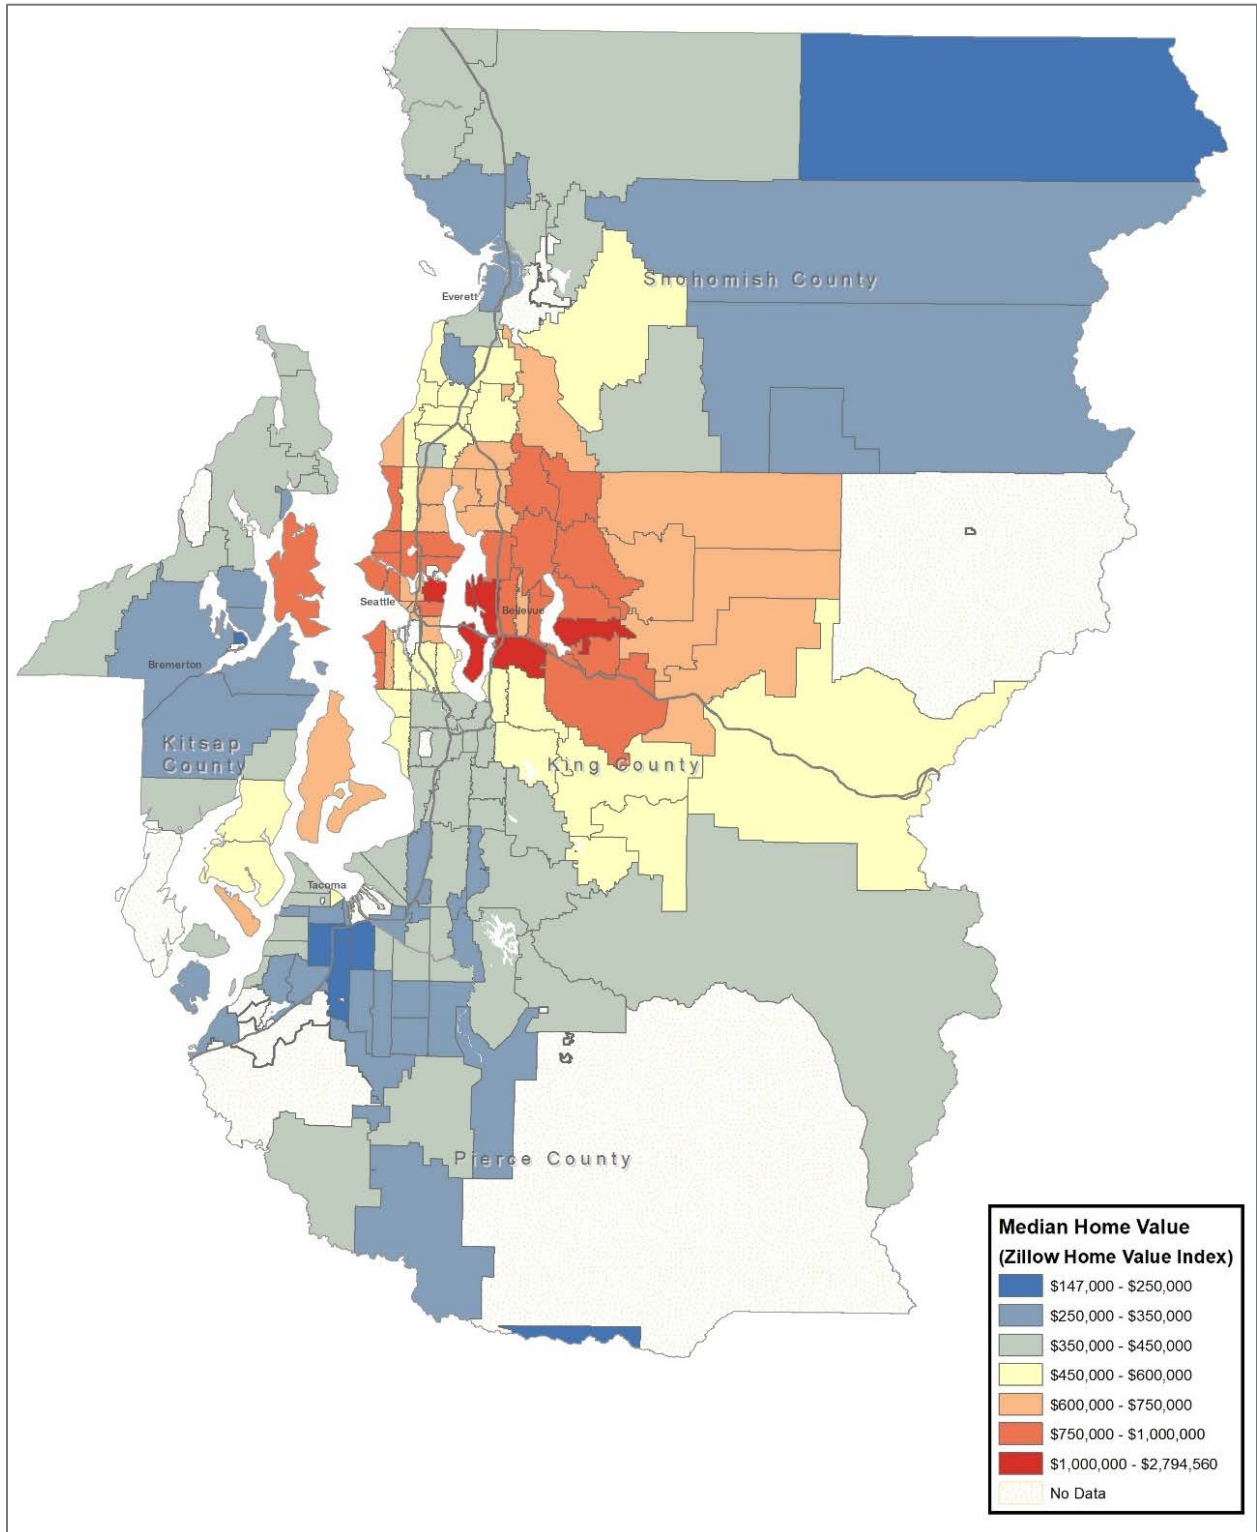 Snohomish County
Everett
Seattle
Bellevue
Bremerton
Kitsap
County
King County
Tacoma
Pierce County
Median Home Value
(Zillow Home Value Index)
$147,000 - $250,000
$250,000 - $350,000
$350,000 - $450,000
$450,000 - $600,000
$600,000 - $750,000
$750,000 - $1,000,000
$1,000,000 - $2,794,560
No Data